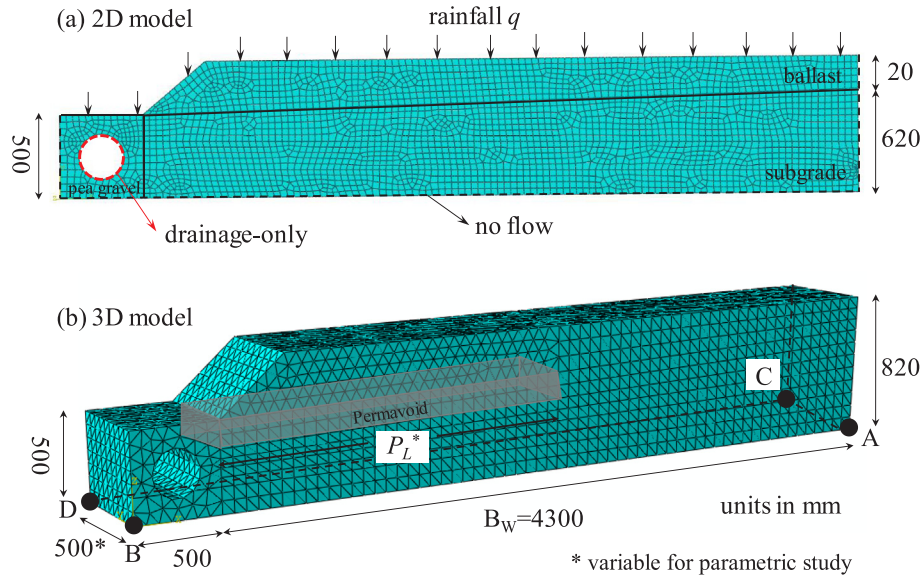 (a) 2D model
rainfall q
ballast
20
500
620
pea gravel
subgrade
drainage-only
no flow
(b) 3D model
820
C
Permavoid
P_L*
A
500
D
B_W=4300
units in mm
500*
B
500
* variable for parametric study